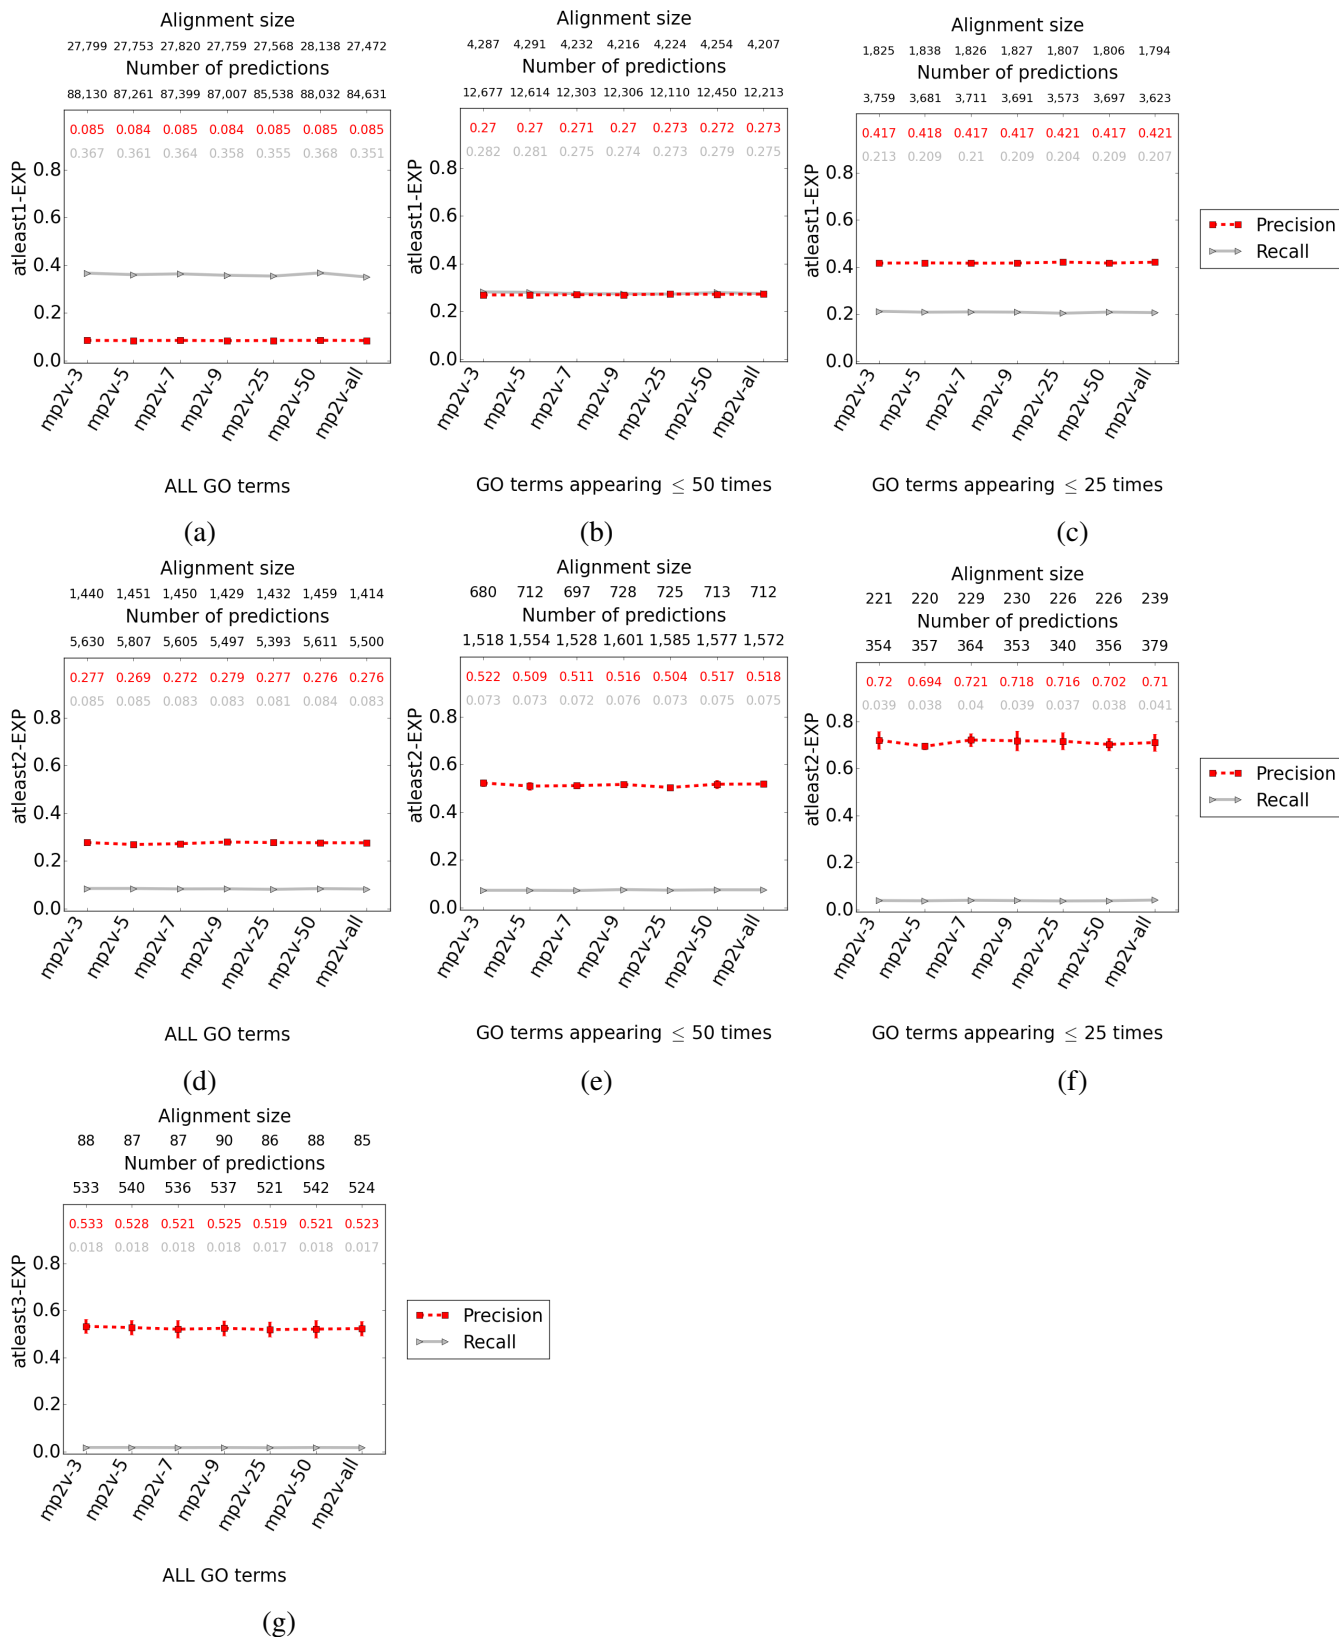 Alignment size
27,799 27,753 27,820 27,759 27,568 28,138 27,472
Number of predictions
88,130 87,261 87,399 87,007 85,538 88,032 84,631
0.085 0.084 0.085 0.084 0.085 0.085 0.085
0.367 0.361 0.364 0.358 0.355 0.368 0.351
atleast1-EXP
0.8
0.6
0.4
0.2
0.0
mp2v-3 mp2v-5 mp2v-7 mp2v-9 mp2v-25 mp2v-50 mp2v-all
ALL GO terms
(a)
Alignment size
4,287 4,291 4,232 4,216 4,224 4,254 4,207
Number of predictions
12,677 12,614 12,303 12,306 12,110 12,450 12,213
0.27 0.27 0.271 0.27 0.273 0.272 0.273
0.282 0.281 0.275 0.274 0.273 0.279 0.275
atleast1-EXP
0.8
0.6
0.4
0.2
0.0
mp2v-3 mp2v-5 mp2v-7 mp2v-9 mp2v-25 mp2v-50 mp2v-all
GO terms appearing ≤ 50 times
(b)
Alignment size
1,825 1,838 1,826 1,827 1,807 1,806 1,794
Number of predictions
3,759 3,681 3,711 3,691 3,573 3,697 3,623
0.417 0.418 0.417 0.417 0.421 0.417 0.421
0.213 0.209 0.21 0.209 0.204 0.209 0.207
atleast1-EXP
0.8
0.6
0.4
0.2
0.0
mp2v-3 mp2v-5 mp2v-7 mp2v-9 mp2v-25 mp2v-50 mp2v-all
GO terms appearing ≤ 25 times
(c)
Precision
Recall
Alignment size
1,440 1,451 1,450 1,429 1,432 1,459 1,414
Number of predictions
5,630 5,807 5,605 5,497 5,393 5,611 5,500
0.277 0.269 0.272 0.279 0.277 0.276 0.276
0.085 0.085 0.083 0.083 0.081 0.084 0.083
atleast2-EXP
0.8
0.6
0.4
0.2
0.0
mp2v-3 mp2v-5 mp2v-7 mp2v-9 mp2v-25 mp2v-50 mp2v-all
ALL GO terms
(d)
Alignment size
680 712 697 728 725 713 712
Number of predictions
1,518 1,554 1,528 1,601 1,585 1,577 1,572
0.522 0.509 0.511 0.516 0.504 0.517 0.518
0.073 0.073 0.072 0.076 0.073 0.075 0.075
atleast2-EXP
0.8
0.6
0.4
0.2
0.0
mp2v-3 mp2v-5 mp2v-7 mp2v-9 mp2v-25 mp2v-50 mp2v-all
GO terms appearing ≤ 50 times
(e)
Alignment size
221 220 229 230 226 226 239
Number of predictions
354 357 364 353 340 356 379
0.72 0.694 0.721 0.718 0.716 0.702 0.71
0.039 0.038 0.04 0.039 0.037 0.038 0.041
atleast2-EXP
0.8
0.6
0.4
0.2
0.0
mp2v-3 mp2v-5 mp2v-7 mp2v-9 mp2v-25 mp2v-50 mp2v-all
GO terms appearing ≤ 25 times
(f)
Precision
Recall
Alignment size
88 87 87 90 86 88 85
Number of predictions
533 540 536 537 521 542 524
0.533 0.528 0.521 0.525 0.519 0.521 0.523
0.018 0.018 0.018 0.018 0.017 0.018 0.017
atleast3-EXP
0.8
0.6
0.4
0.2
0.0
mp2v-3 mp2v-5 mp2v-7 mp2v-9 mp2v-25 mp2v-50 mp2v-all
ALL GO terms
(g)
Precision
Recall